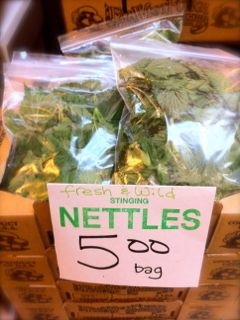 fresh & Wild
STINGING
NETTLES
5.00
bag